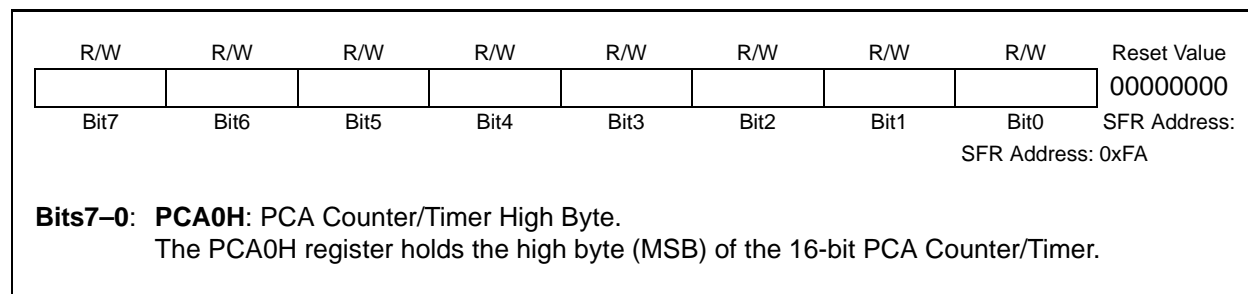 R/W R/W R/W R/W R/W R/W R/W R/W Reset Value
00000000
Bit7 Bit6 Bit5 Bit4 Bit3 Bit2 Bit1 Bit0 SFR Address:
SFR Address: 0xFA
Bits7–0: PCA0H: PCA Counter/Timer High Byte.
The PCA0H register holds the high byte (MSB) of the 16-bit PCA Counter/Timer.